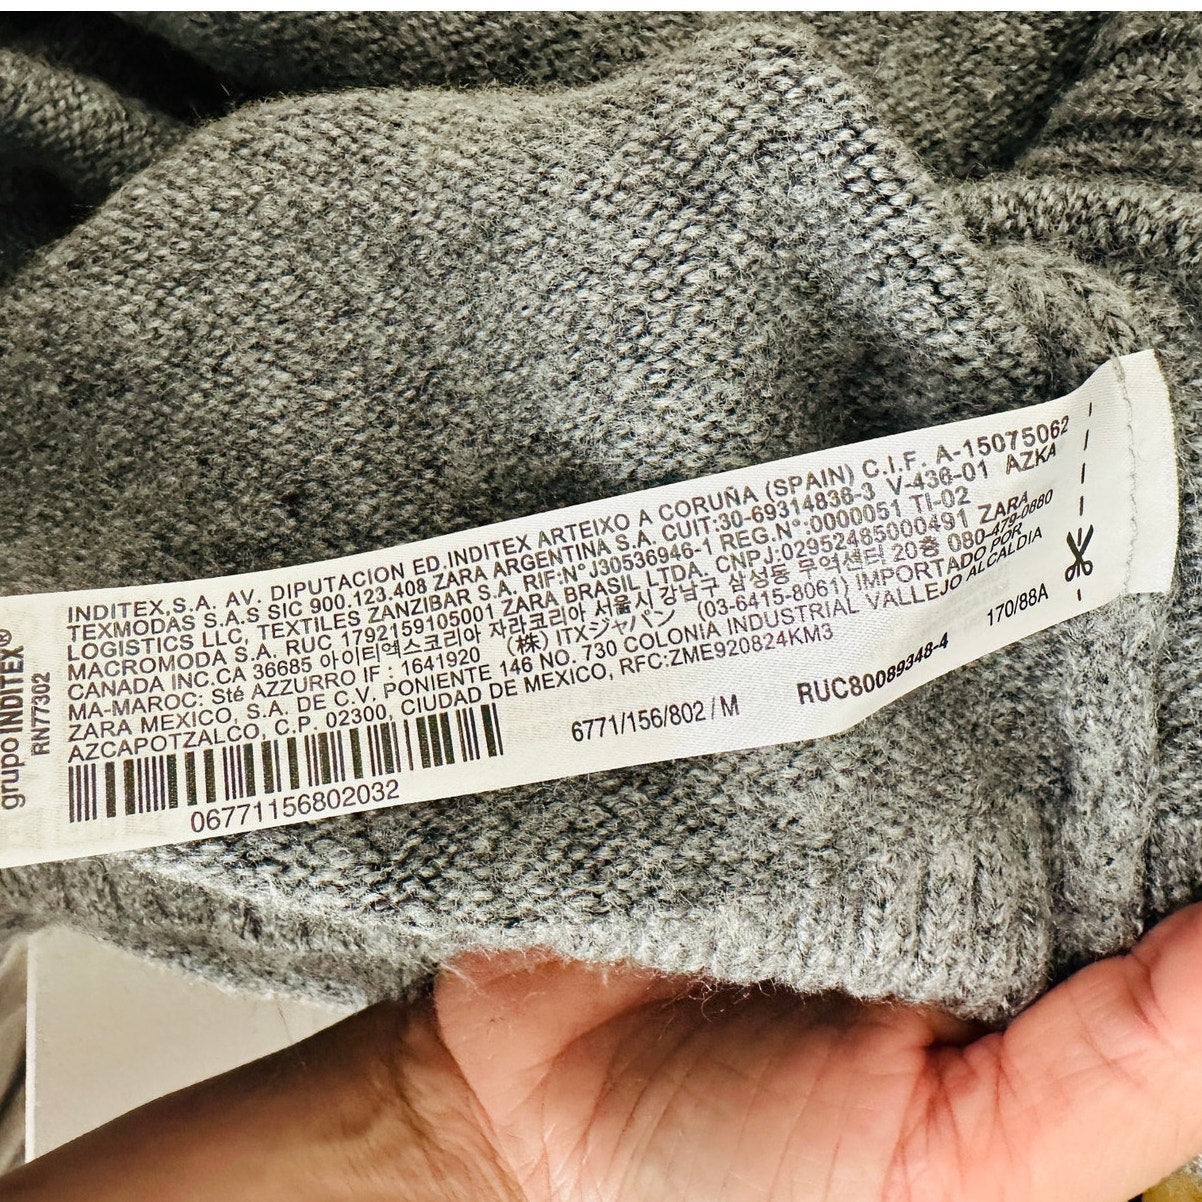 grupo INDITEX®
RN77302
INDITEX,S.A. AV. DIPUTACION ED.INDITEX ARTEIXO A CORUÑA (SPAIN) C.I.F. A-15075062
TEXMODAS S.A.S SIC 900.123.408 ZARA ARGENTINA S.A. CUIT:30-69314836-3 V-436-01 AZKA
LOGISTICS LLC, TEXTILES ZANZIBAR S.A. RIF:N°J30536946-1 REG.N°:0000051 TI-02
MACROMODA S.A. RUC 1792159105001 ZARA BRASIL LTDA. CNPJ:02952485000491 ZARA
CANADA INC.CA 36685 아이티엑스코리아 자라코리아 서울시 강남구 삼성동 무역센터 20층 080-479-0880
MA-MAROC: Sté AZZURRO IF : 1641920 (株) ITXジャパン (03-6415-8061) IMPORTADO POR
ZARA MEXICO, S.A. DE C.V. PONIENTE 146 NO. 730 COLONIA INDUSTRIAL VALLEJO ALCALDIA
AZCAPOTZALCO, C.P. 02300, CIUDAD DE MEXICO, RFC:ZME920824KM3
06771156802032
6771/156/802 / M
RUC80089348-4
170/88A